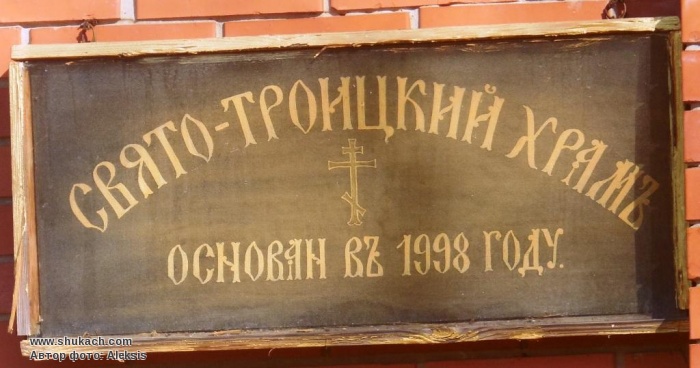 СВЯТО-ТРОИЦКИЙ ХРАМЪ
ОСНОВАН ВЪ 1998 ГОДУ.
www.shukach.com
Автор фото: Aleksis